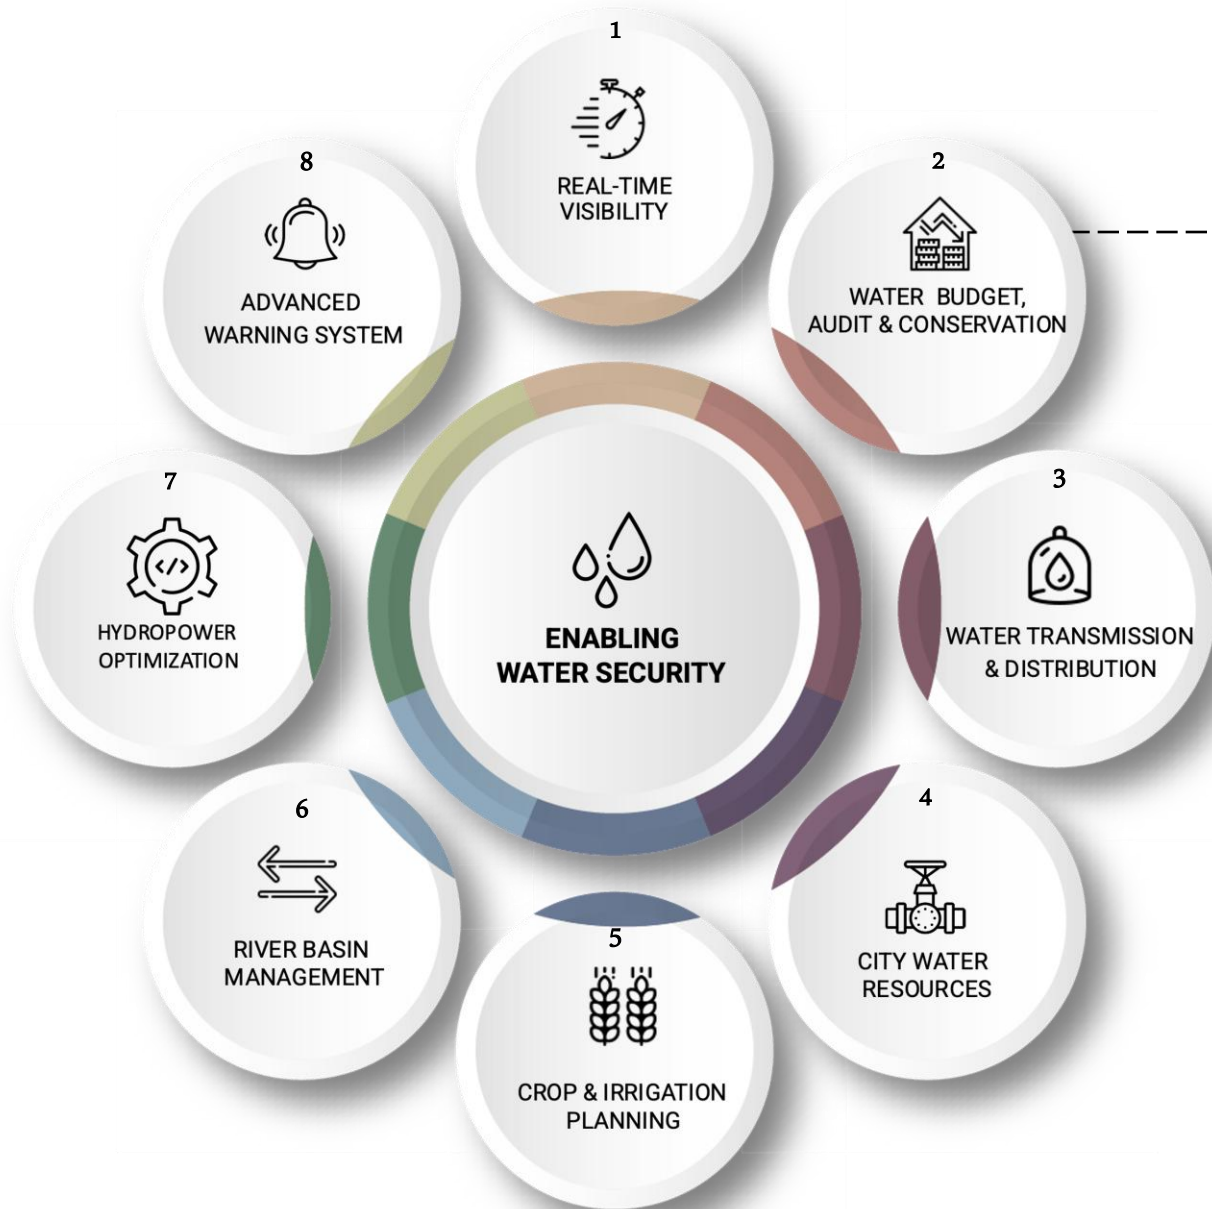 1
REAL-TIME
VISIBILITY
2
WATER BUDGET,
AUDIT & CONSERVATION
3
WATER TRANSMISSION
& DISTRIBUTION
4
CITY WATER
RESOURCES
5
CROP & IRRIGATION
PLANNING
6
RIVER BASIN
MANAGEMENT
7
</>
HYDROPOWER
OPTIMIZATION
8
ADVANCED
WARNING SYSTEM
ENABLING
WATER SECURITY